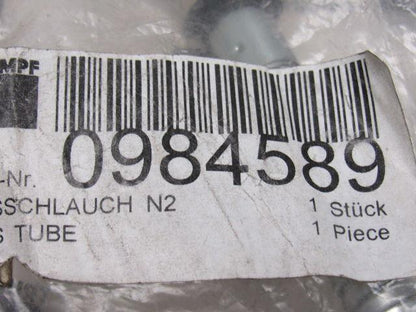 MPF
-Nr. 0984589
SSCHLAUCH N2 1 Stück
S TUBE 1 Piece